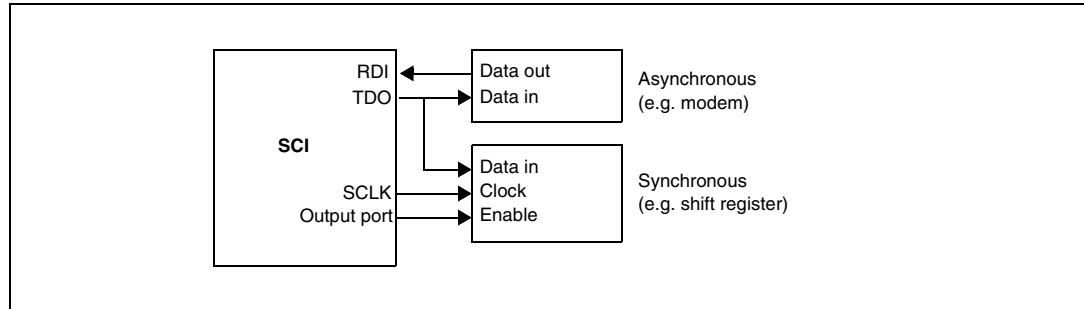 RDI
TDO
SCI
SCLK
Output port
Data out
Data in
Asynchronous
(e.g. modem)
Data in
Clock
Enable
Synchronous
(e.g. shift register)